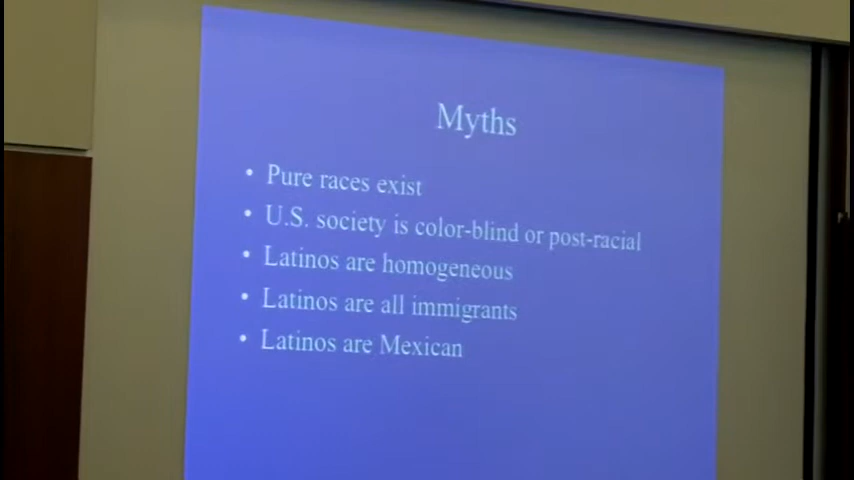 Myths
• Pure races exist
• U.S. society is color-blind or post-racial
• Latinos are homogeneous
• Latinos are all immigrants
• Latinos are Mexican